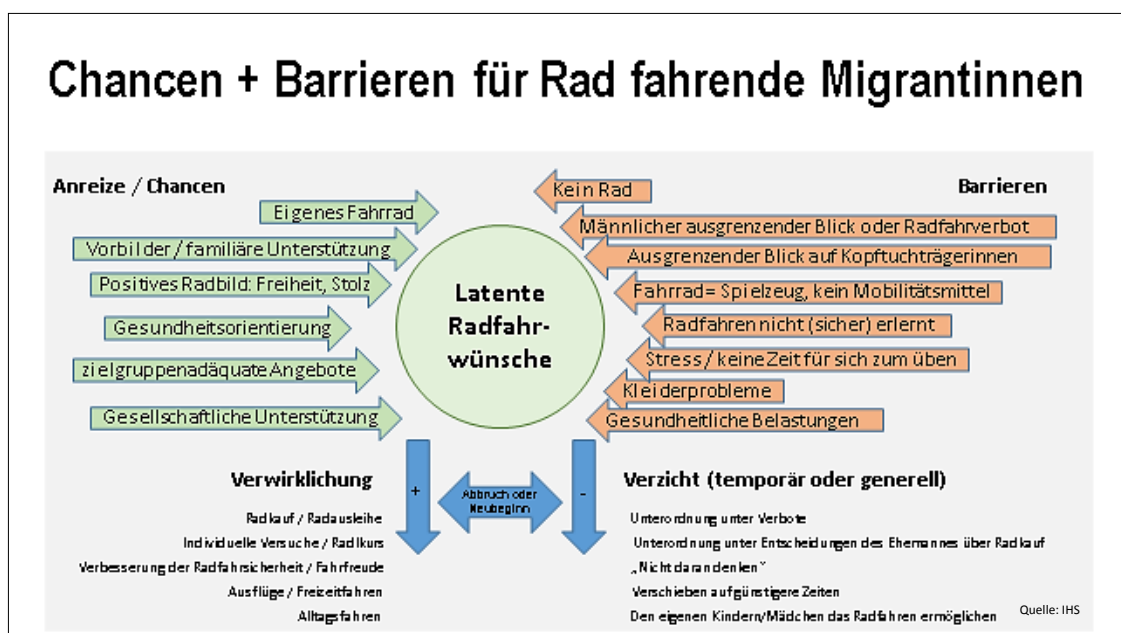 Chancen + Barrieren für Rad fahrende Migrantinnen
Anreize / Chancen
Eigenes Fahrrad
Vorbilder / familiäre Unterstützung
Positives Radbild: Freiheit, Stolz
Gesundheitsorientierung
zielgruppenadäquate Angebote
Gesellschaftliche Unterstützung
Latente
Radfahr-
wünsche
Barrieren
Kein Rad
Männlicher ausgrenzender Blick oder Radfahrverbot
Ausgrenzender Blick auf Kopftuchträgerinnen
Fahrrad = Spielzeug, kein Mobilitätsmittel
Radfahren nicht (sicher) erlernt
Stress / keine Zeit für sich zum üben
Kleiderprobleme
Gesundheitliche Belastungen
Verwirklichung
Radkauf / Radausleihe
Individuelle Versuche / Radlkurs
Verbesserung der Radfahrsicherheit / Fahrfreude
Ausflüge / Freizeitfahren
Alltagsfahren
+
Abbruch oder
Neubeginn
-
Verzicht (temporär oder generell)
Unterordnung unter Verbote
Unterordnung unter Entscheidungen des Ehemannes über Radkauf
„Nicht daran denken“
Verschieben auf günstigere Zeiten
Den eigenen Kindern/Mädchen das Radfahren ermöglichen
Quelle: IHS